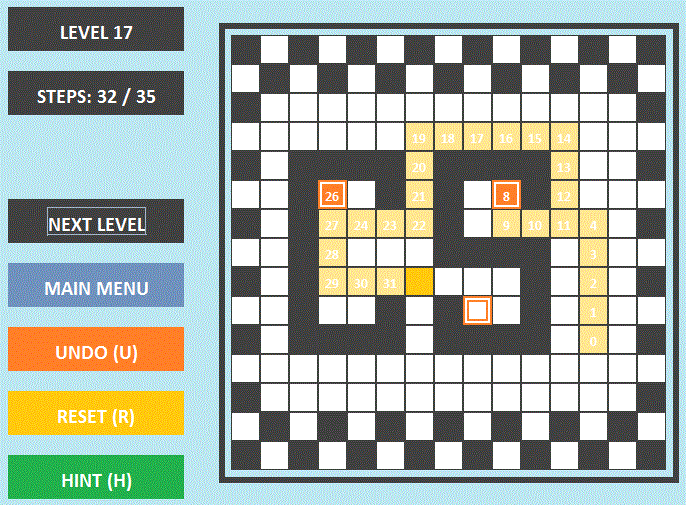 LEVEL 17
STEPS: 32 / 35
NEXT LEVEL
MAIN MENU
UNDO (U)
RESET (R)
HINT (H)
19 18 17 16 15 14
20 13
26 21 8 12
27 24 23 22 9 10 11 4
28 3
29 30 31 2
1
0